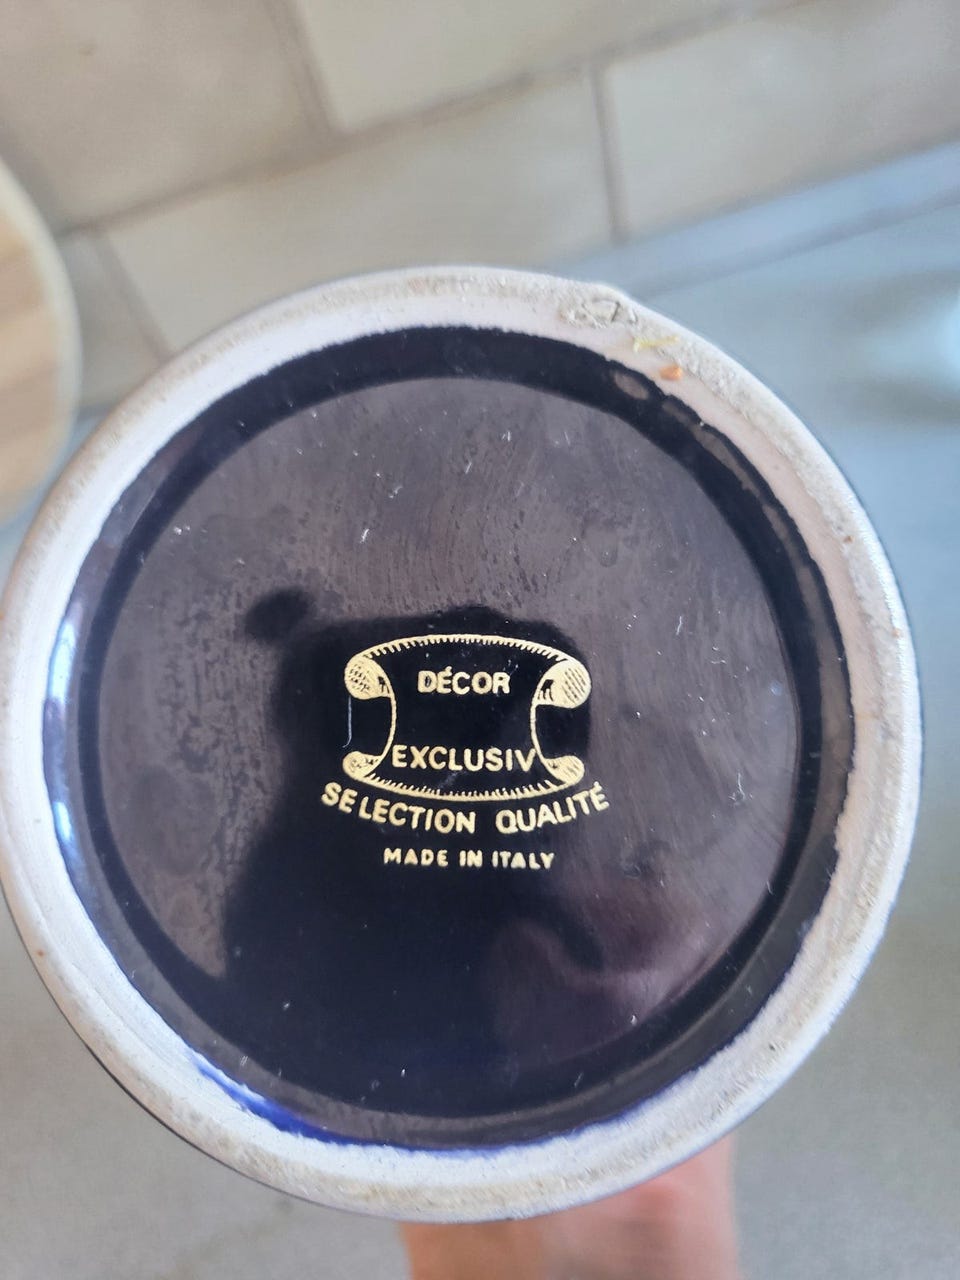 DÉCOR
EXCLUSIV
SELECTION QUALITÉ
MADE IN ITALY